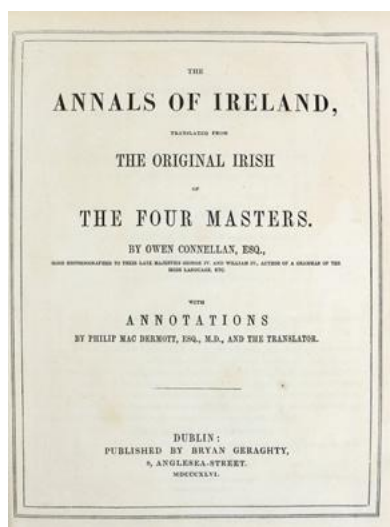 THE
ANNALS OF IRELAND,
TRANSLATED FROM
THE ORIGINAL IRISH
OF
THE FOUR MASTERS.
BY OWEN CONNELLAN, ESQ.,
IRISH HISTORIOGRAPHER TO THEIR LATE MAJESTIES GEORGE IV. AND WILLIAM IV., AUTHOR OF A GRAMMAR OF THE
IRISH LANGUAGE, ETC.
WITH
ANNOTATIONS
BY PHILIP MAC DERMOTT, ESQ., M.D., AND THE TRANSLATOR.
DUBLIN:
PUBLISHED BY BRYAN GERAGHTY,
8, ANGLESEA-STREET.
MDCCCXLVI.